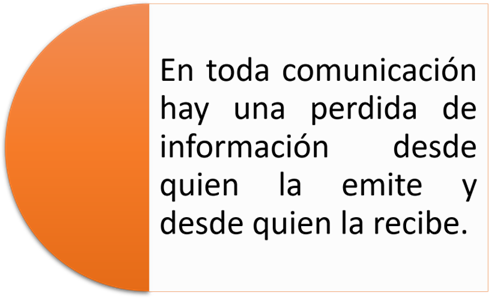 En toda comunicación
hay una perdida de
información desde
quien la emite y
desde quien la recibe.